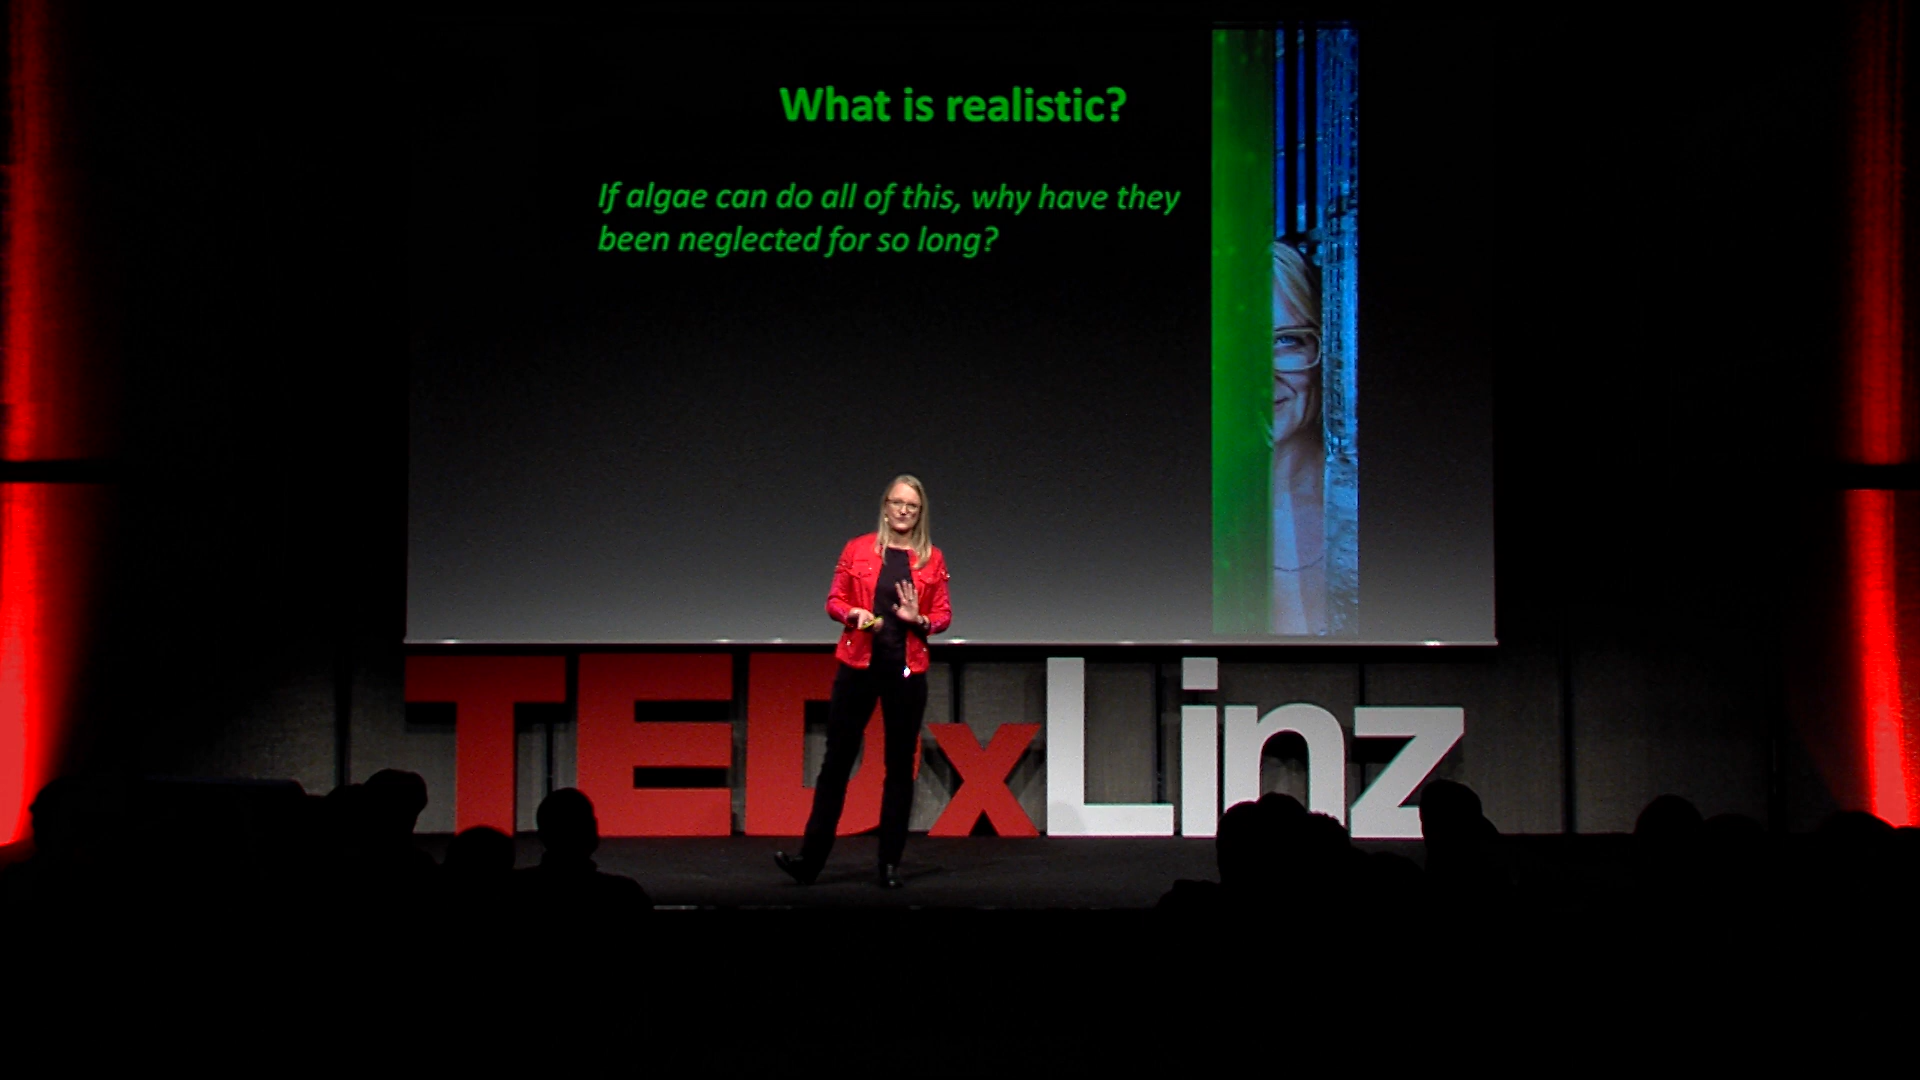 What is realistic?
If algae can do all of this, why have they
been neglected for so long?
TEDxLinz